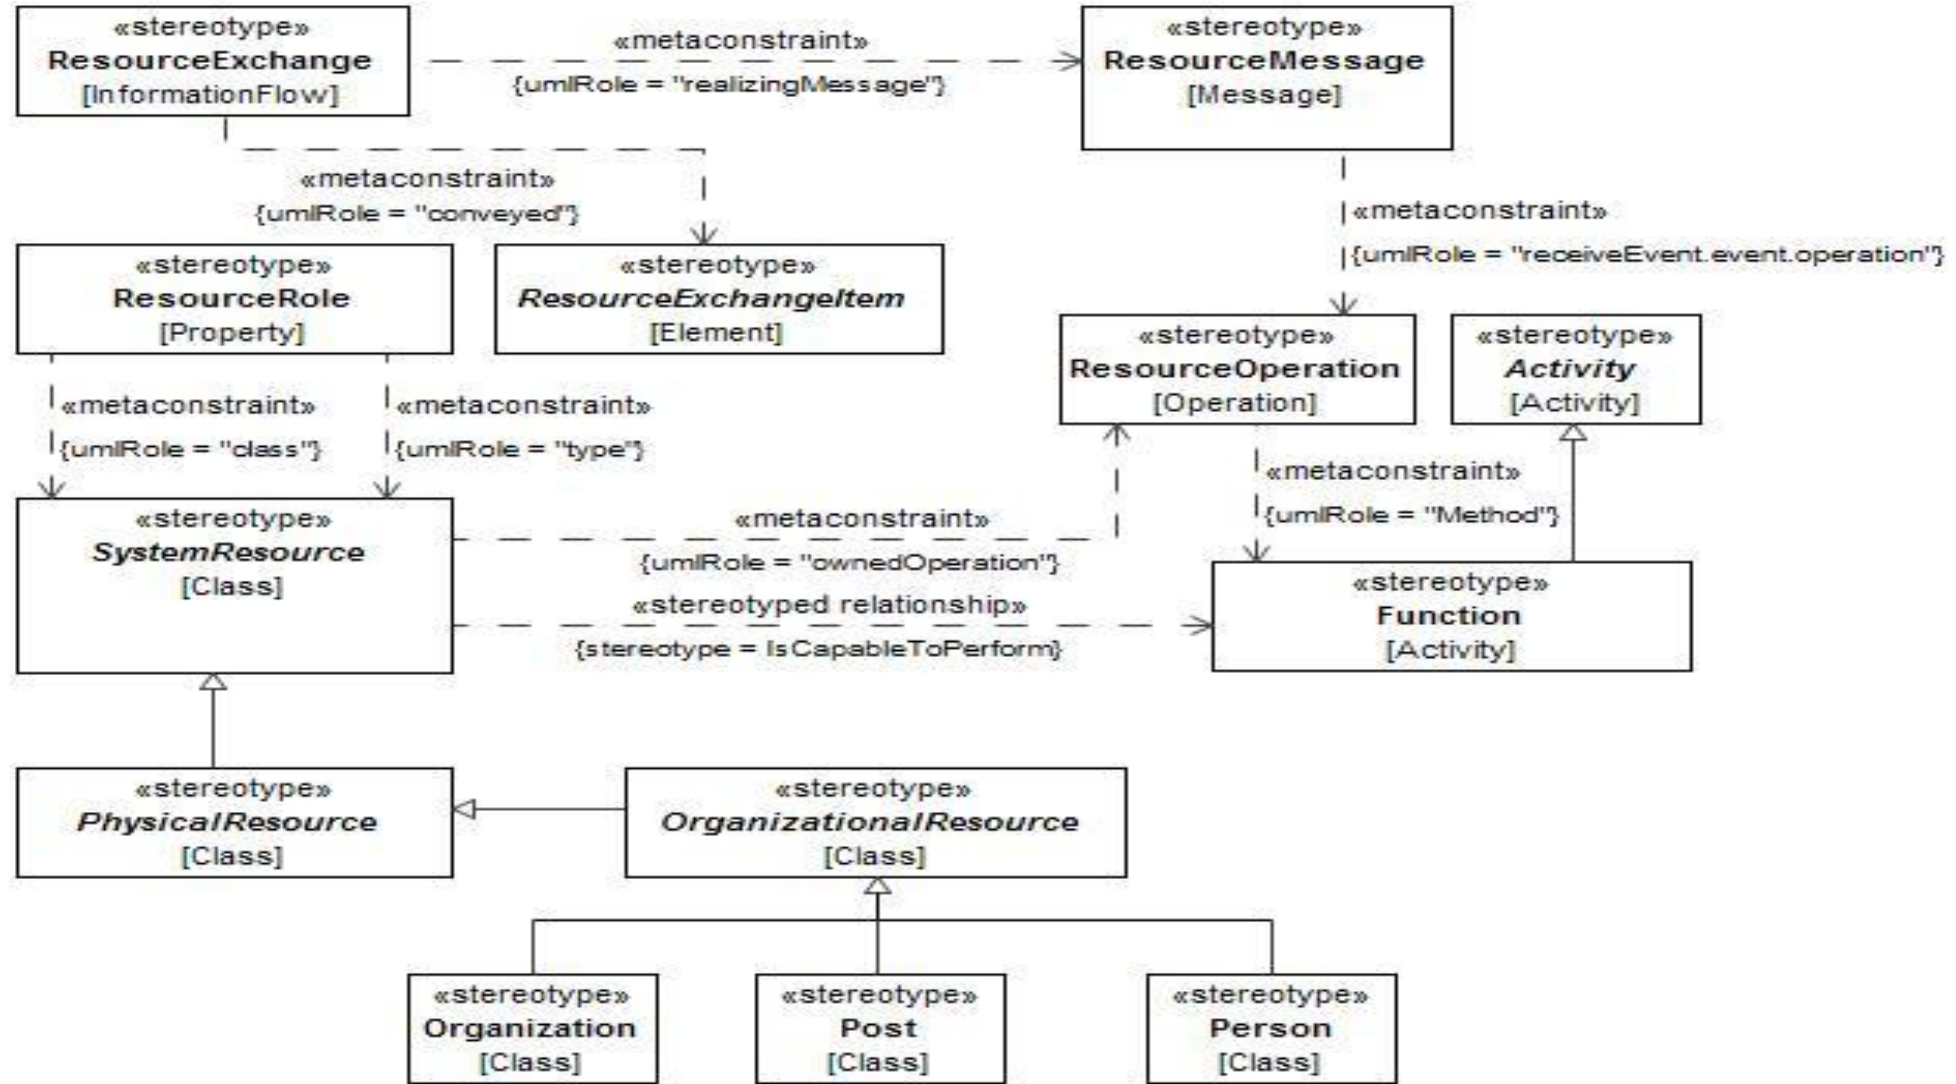 «stereotype»
ResourceExchange
[InformationFlow]
«metaconstraint»
{umlRole = "realizingMessage"}
«stereotype»
ResourceMessage
[Message]
«metaconstraint»
{umlRole = "conveyed"}
«metaconstraint»
{umlRole = "receiveEvent.event.operation"}
«stereotype»
ResourceRole
[Property]
«stereotype»
ResourceExchangeItem
[Element]
«stereotype»
ResourceOperation
[Operation]
«stereotype»
Activity
[Activity]
«metaconstraint»
{umlRole = "class"}
«metaconstraint»
{umlRole = "type"}
«metaconstraint»
{umlRole = "Method"}
«stereotype»
SystemResource
[Class]
«metaconstraint»
{umlRole = "ownedOperation"}
«stereotyped relationship»
{stereotype = IsCapableToPerform}
«stereotype»
Function
[Activity]
«stereotype»
PhysicalResource
[Class]
«stereotype»
OrganizationalResource
[Class]
«stereotype»
Organization
[Class]
«stereotype»
Post
[Class]
«stereotype»
Person
[Class]